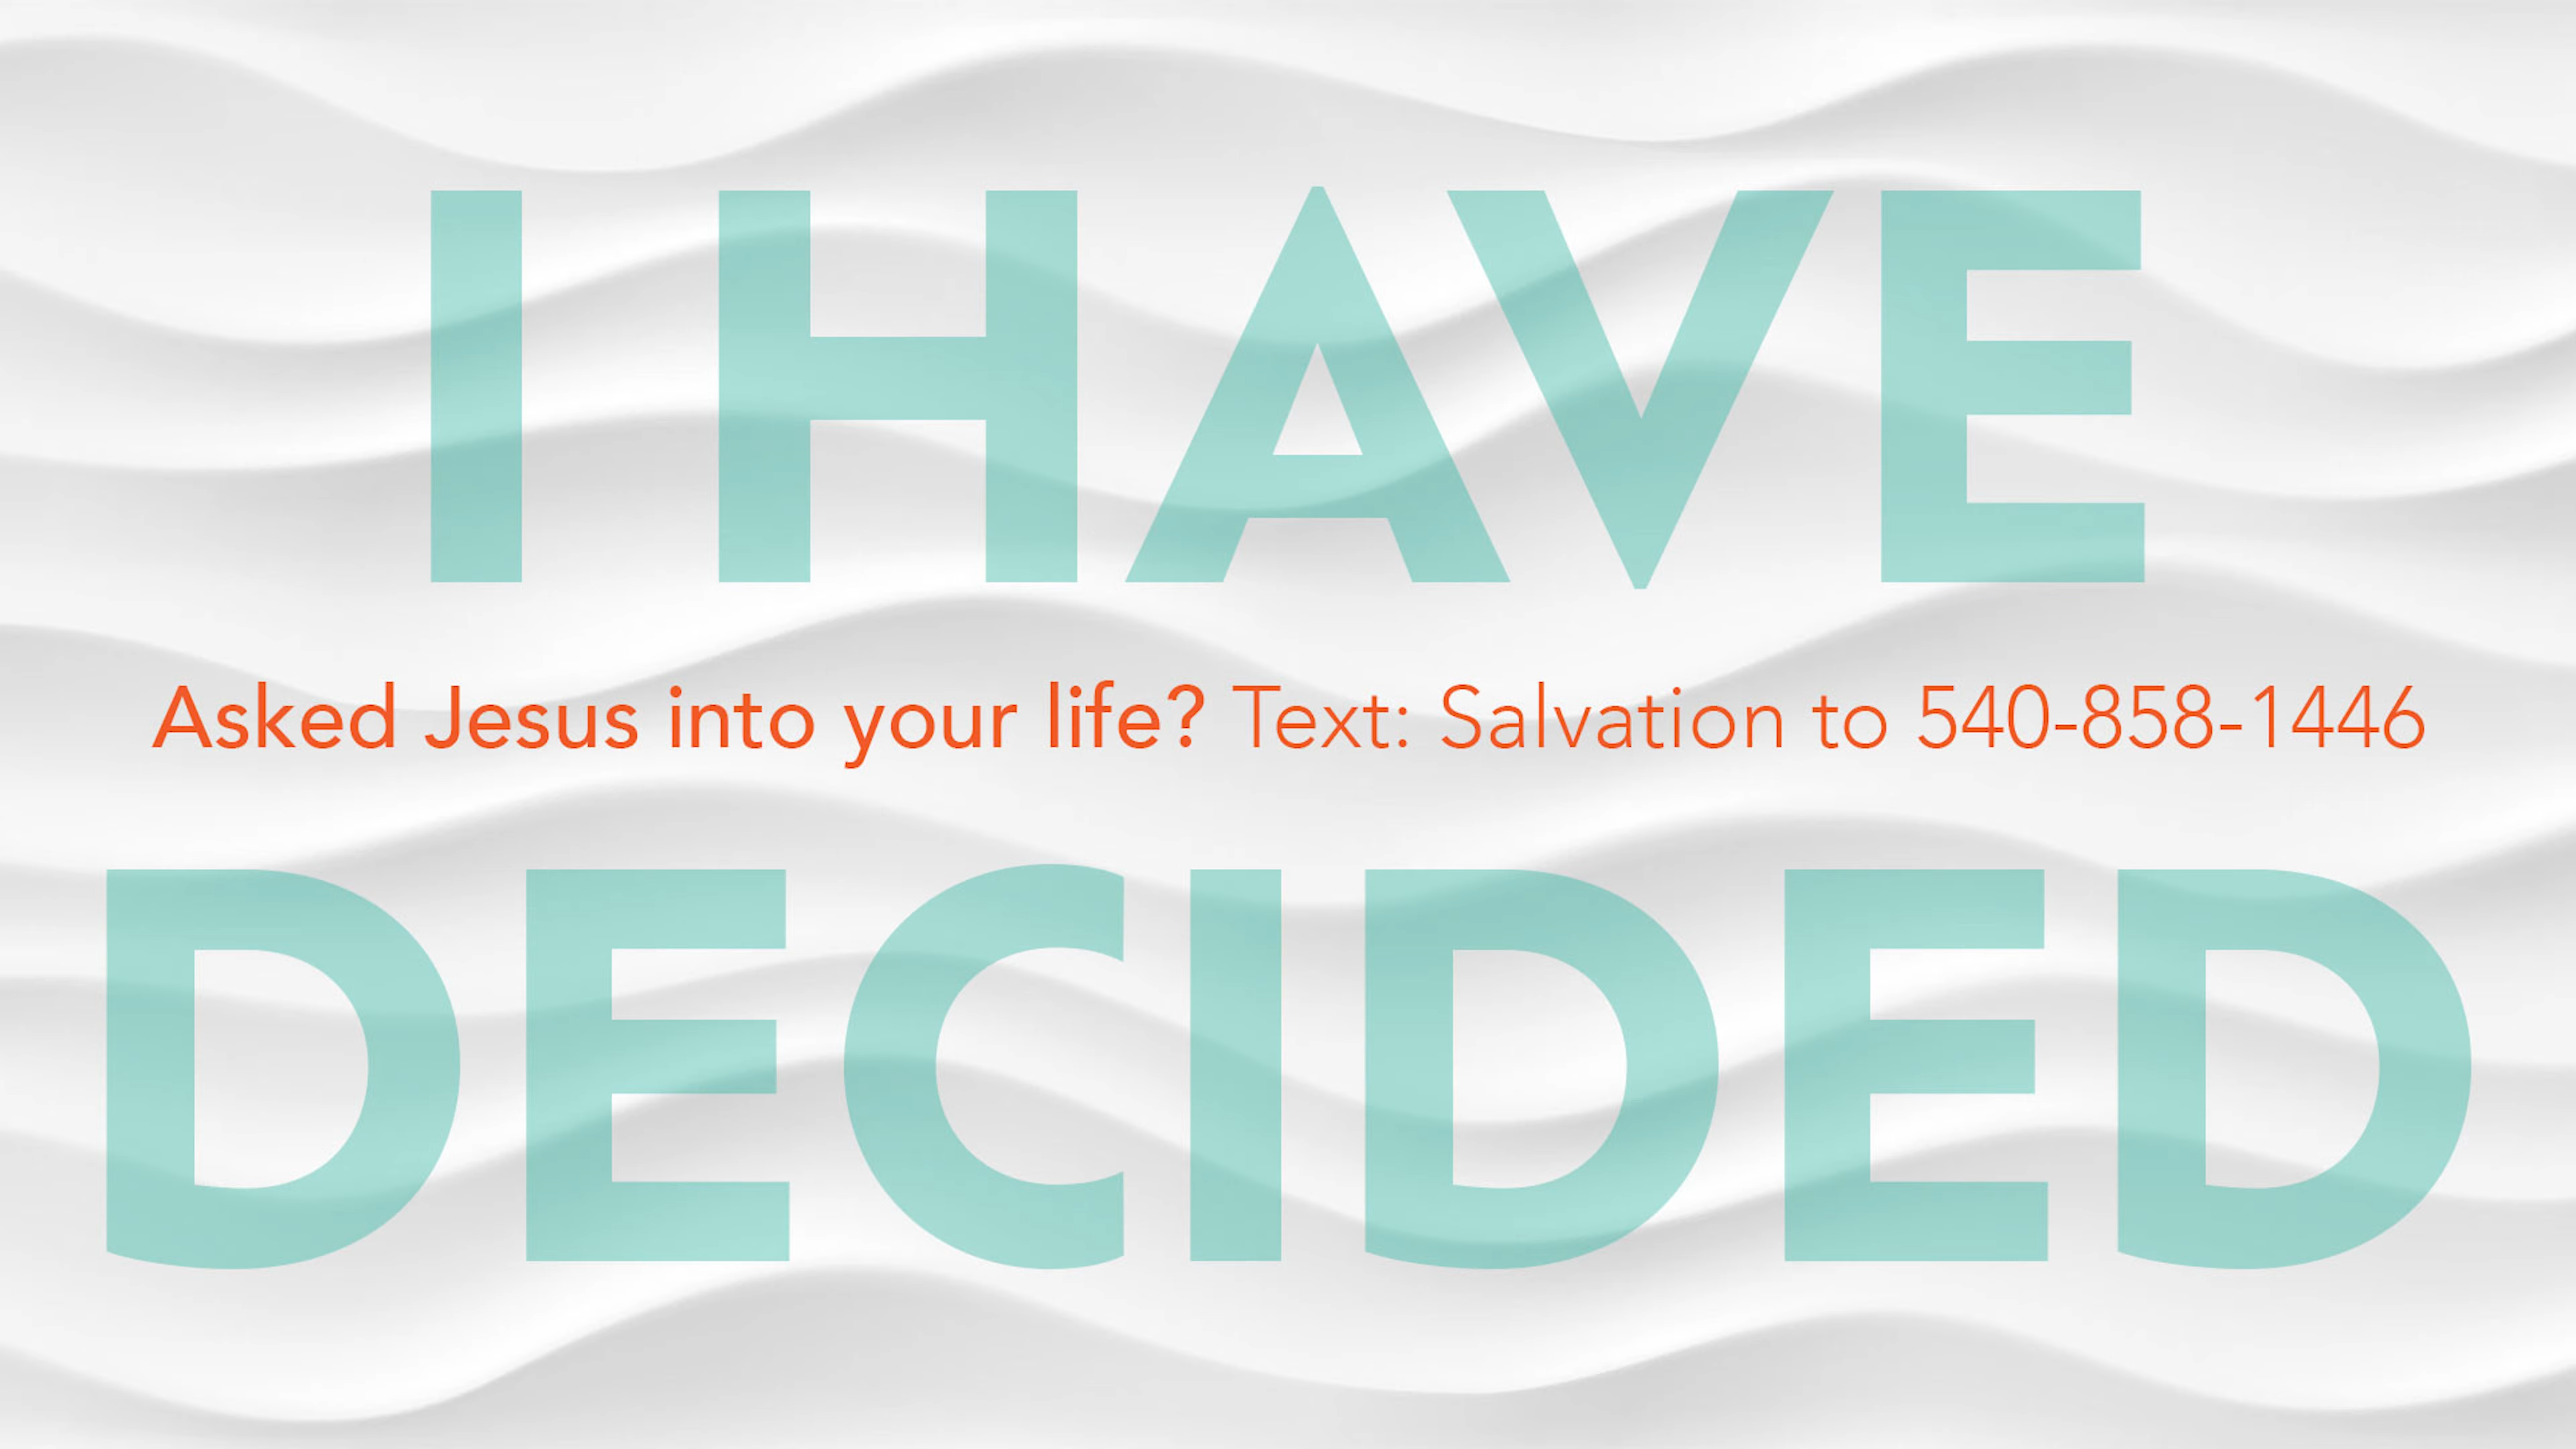 I HAVE
Asked Jesus into your life? Text: Salvation to 540-858-1446
DECIDED